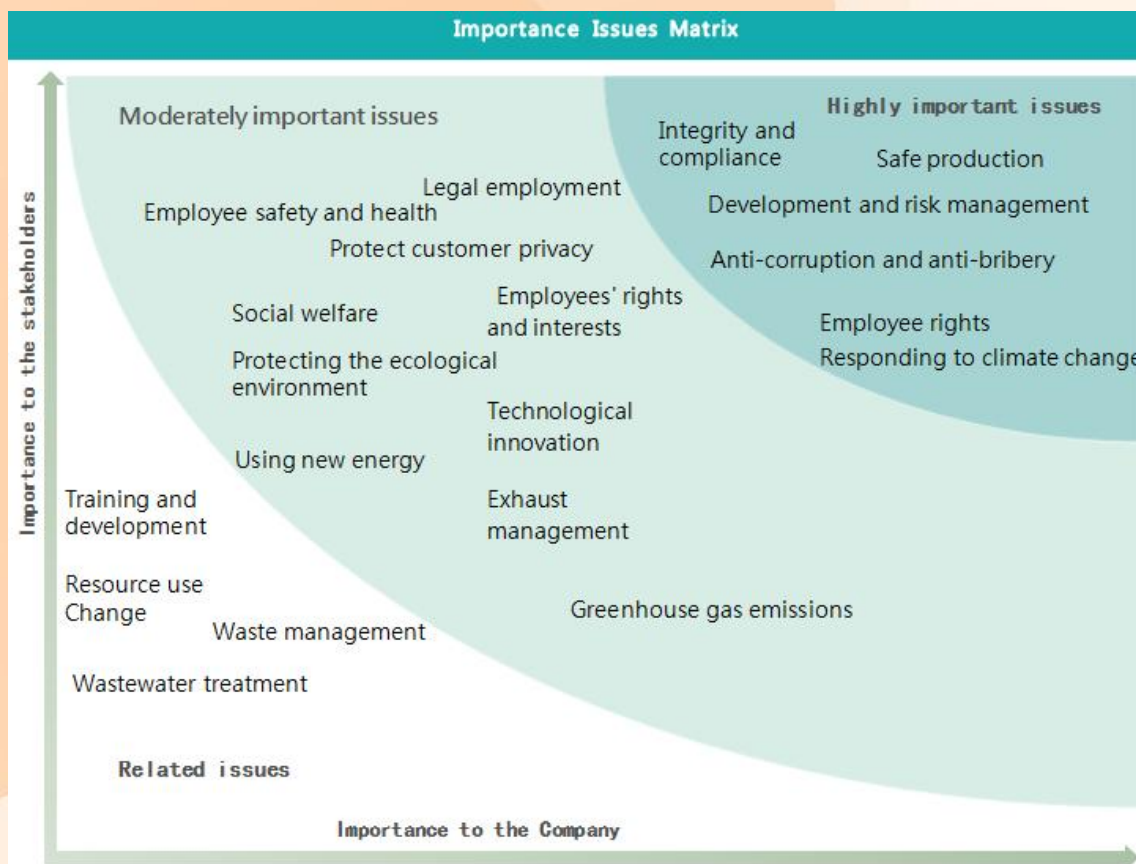 Importance Issues Matrix
Importance to the stakeholders
Moderately important issues
Highly important issues
Integrity and
compliance
Safe production
Legal employment
Employee safety and health
Development and risk management
Protect customer privacy
Anti-corruption and anti-bribery
Social welfare
Employees' rights
and interests
Employee rights
Responding to climate change
Protecting the ecological
environment
Technological
innovation
Using new energy
Training and
development
Exhaust
management
Resource use
Change
Waste management
Greenhouse gas emissions
Wastewater treatment
Related issues
Importance to the Company